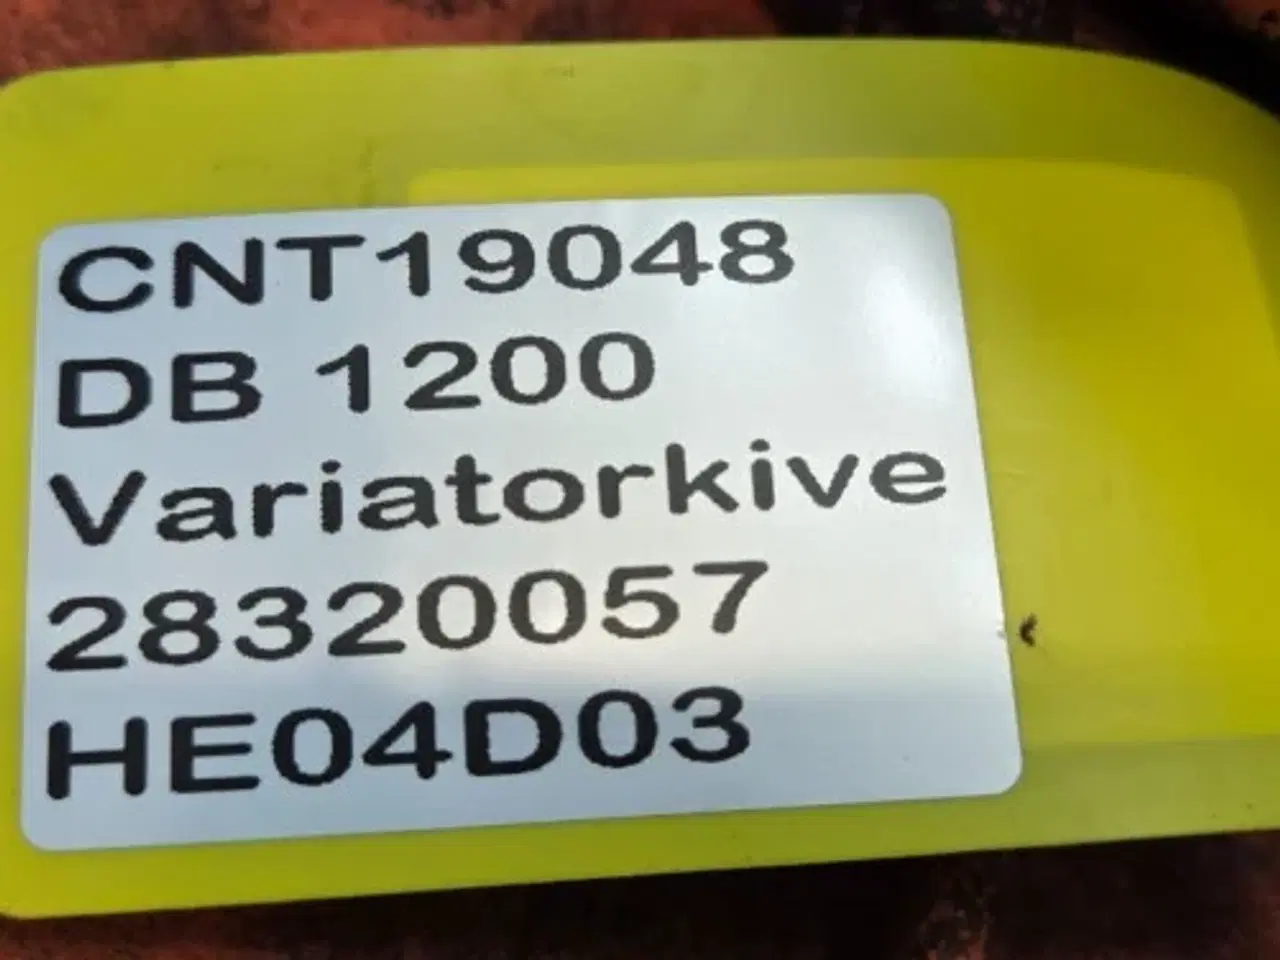 CNT19048
DB 1200
Variatorkive
28320057
HE04D03